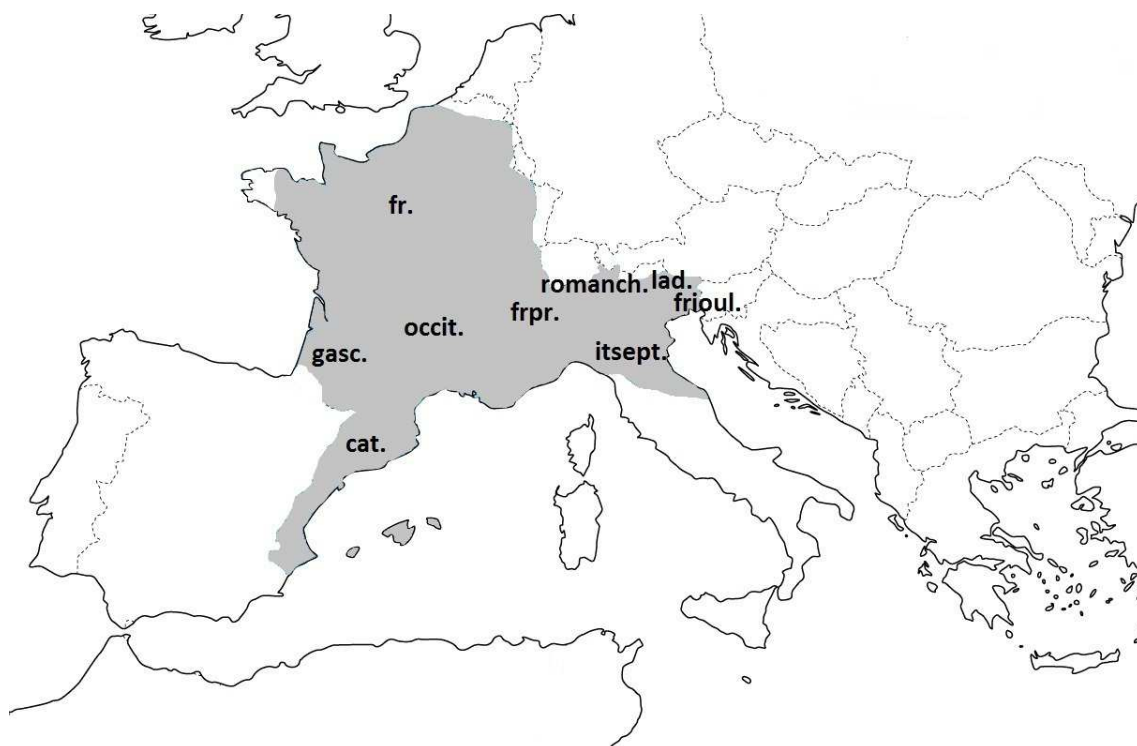 fr.
romanch.
lad.
frioul.
frpr.
occit.
gasc.
itsept.
cat.